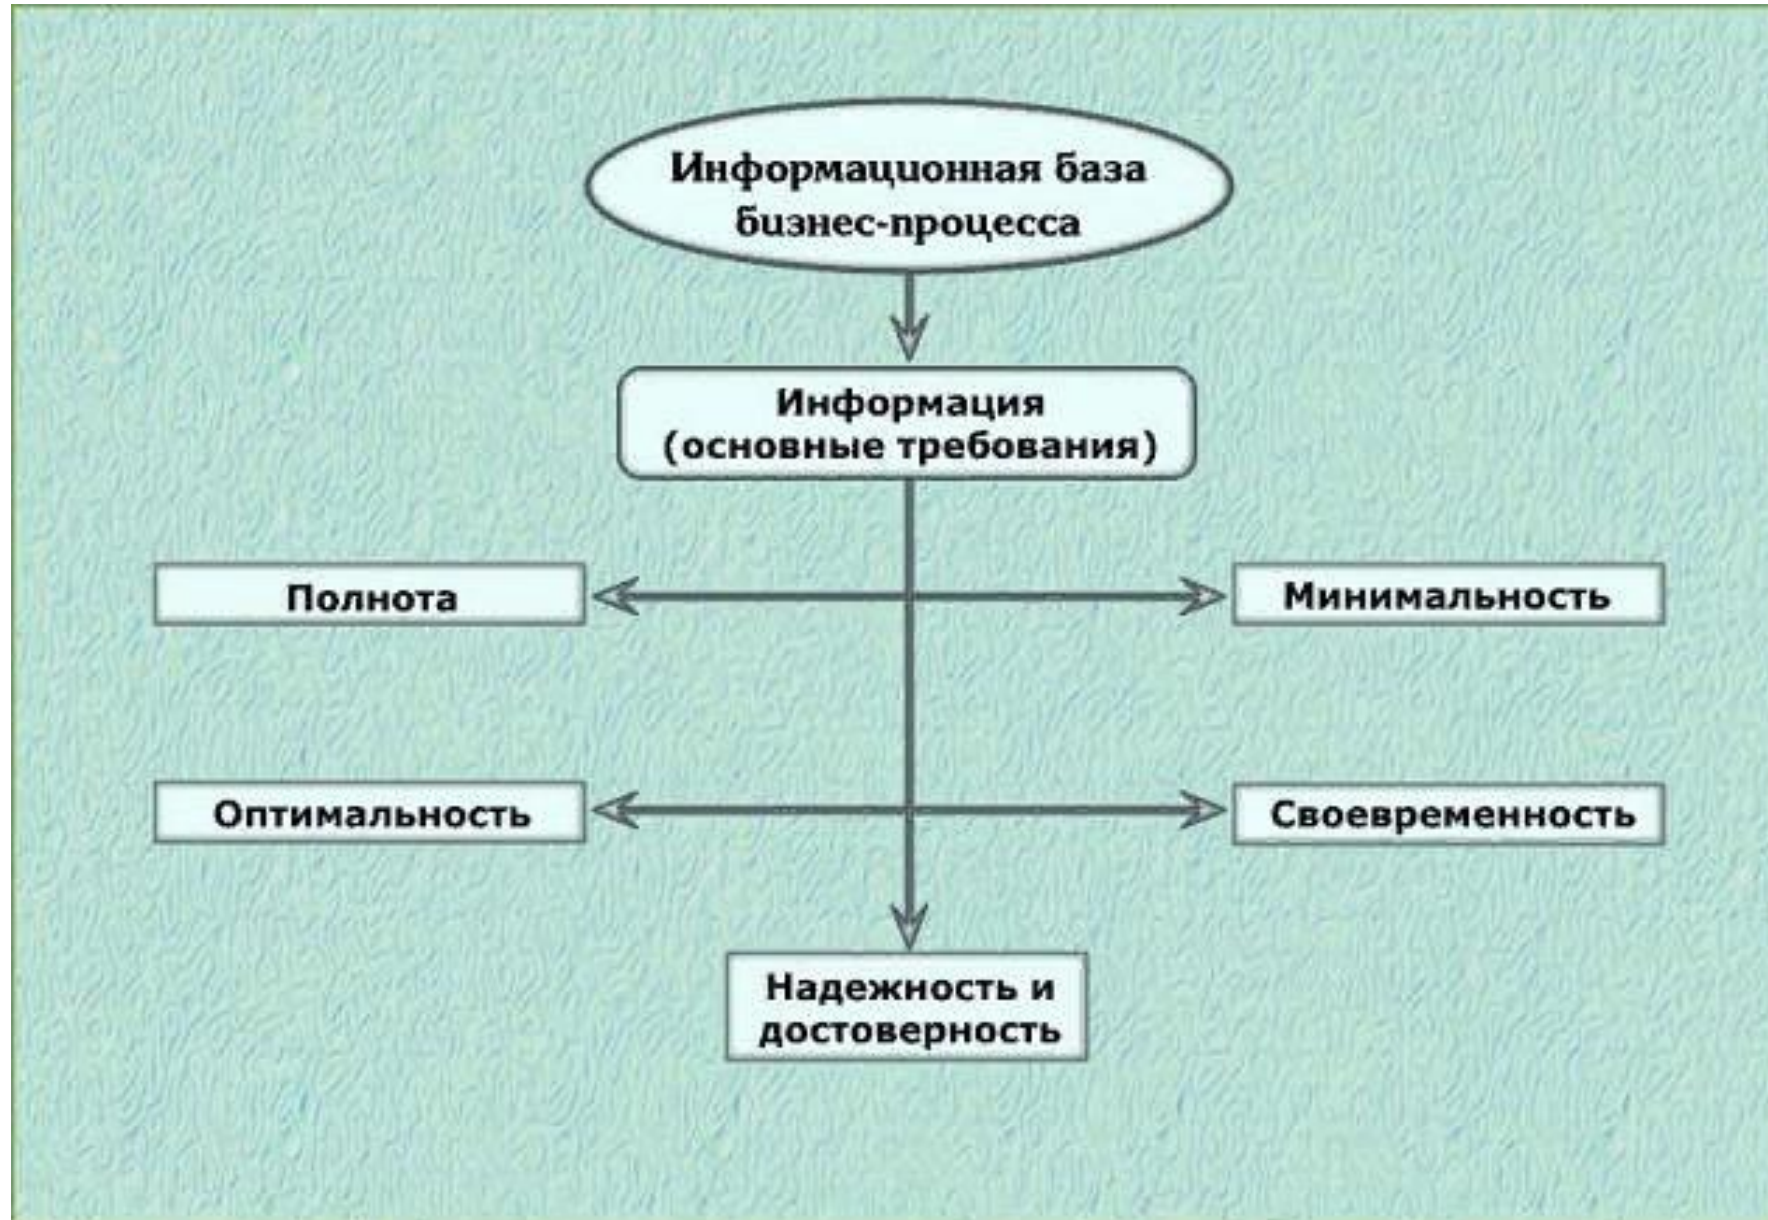 Информационная база
бизнес-процесса
Информация
(основные требования)
Полнота
Минимальность
Оптимальность
Своевременность
Надежность и
достоверность